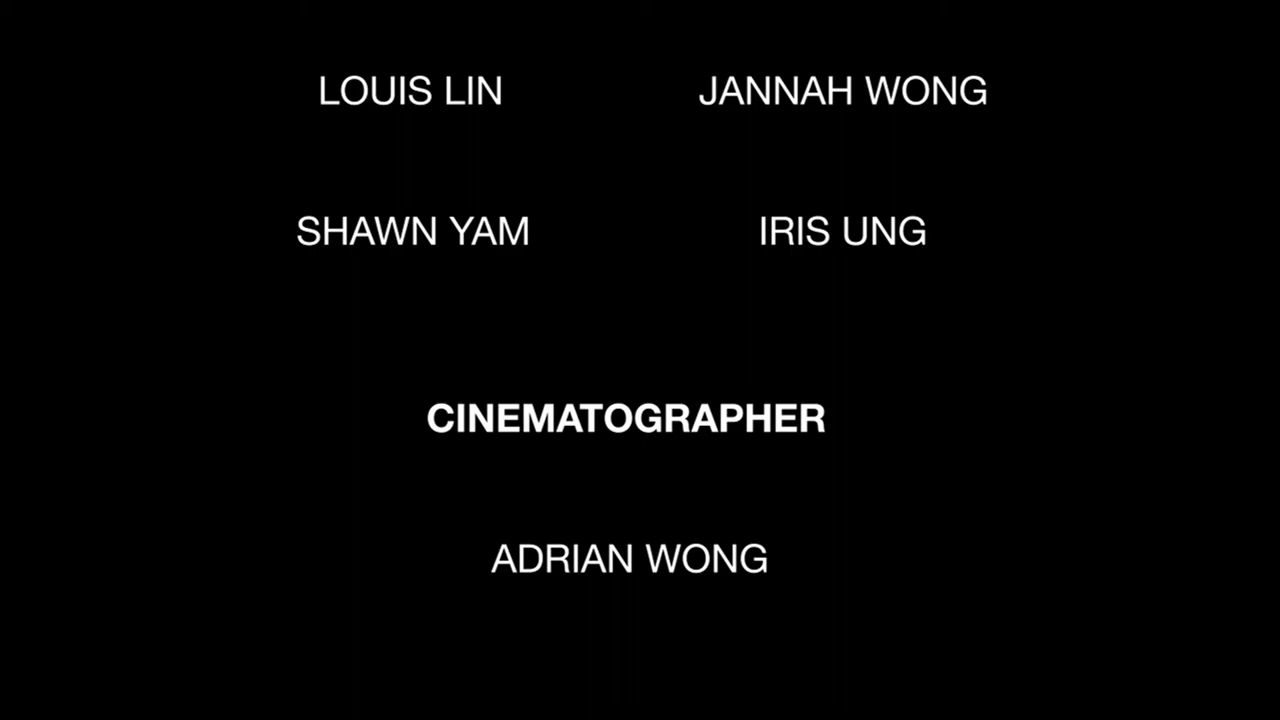 LOUIS LIN JANNAH WONG
SHAWN YAM IRIS UNG
CINEMATOGRAPHER
ADRIAN WONG